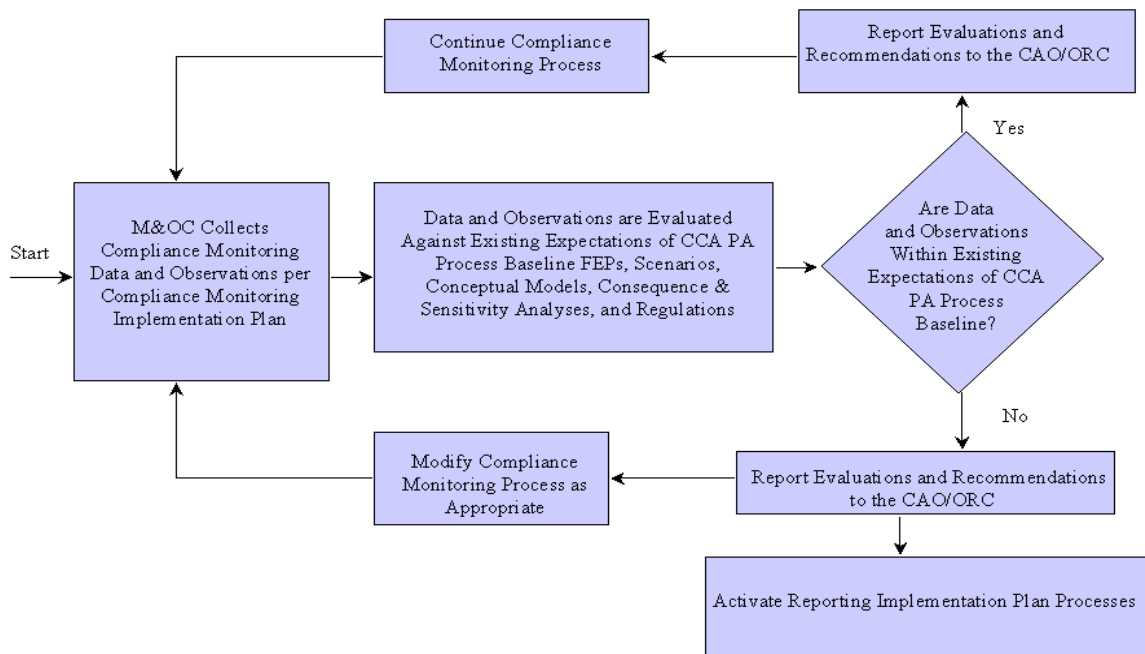 Continue Compliance
Monitoring Process
Report Evaluations and
Recommendations to the CAO/ORC
Yes
Start
M&OC Collects
Compliance Monitoring
Data and Observations per
Compliance Monitoring
Implementation Plan
Data and Observations are Evaluated
Against Existing Expectations of CCA PA
Process Baseline FEPs, Scenarios,
Conceptual Models, Consequence &
Sensitivity Analyses, and Regulations
Are Data
and Observations
Within Existing
Expectations of CCA
PA Process
Baseline?
No
Modify Compliance
Monitoring Process as
Appropriate
Report Evaluations and Recommendations
to the CAO/ORC
Activate Reporting Implementation Plan Processes